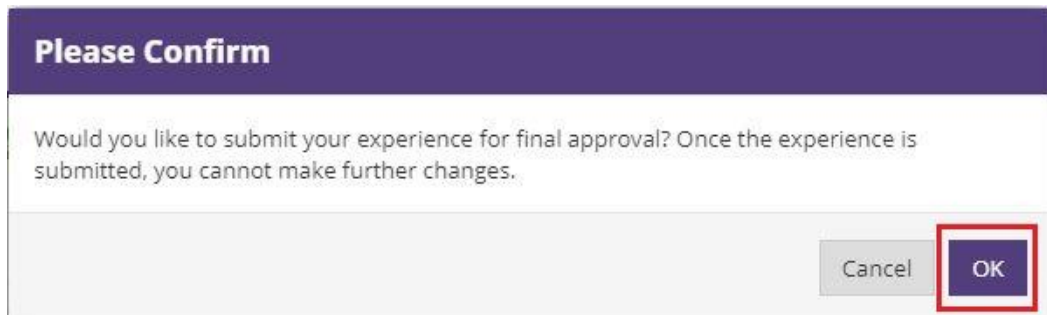 Please Confirm
Would you like to submit your experience for final approval? Once the experience is
submitted, you cannot make further changes.
Cancel
OK